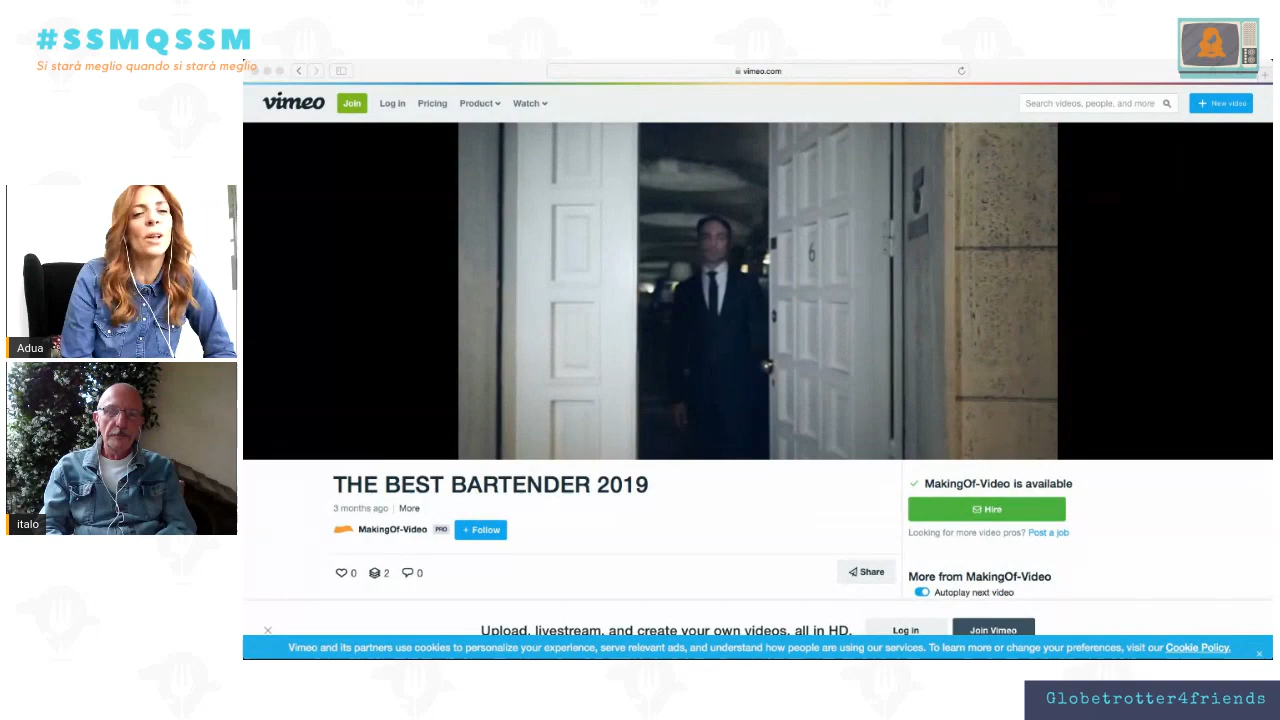 #SSMQSSM
Si starà meglio quando si starà meglio
vimeo.com
vimeo Join Log in Pricing Product Watch Search videos, people, and more + New video
6
Adua
italo
THE BEST BARTENDER 2019
3 months ago More
MakingOf-Video PRO + Follow
0 2 0
Share
MakingOf-Video is available
Hire
Looking for more video pros? Post a job
More from MakingOf-Video
Autoplay next video
Upload, livestream, and create your own videos, all in HD. Log in Join Vimeo
Vimeo and its partners use cookies to personalize your experience, serve relevant ads, and understand how people are using our services. To learn more or change your preferences, visit our Cookie Policy.
Globetrotter4friends